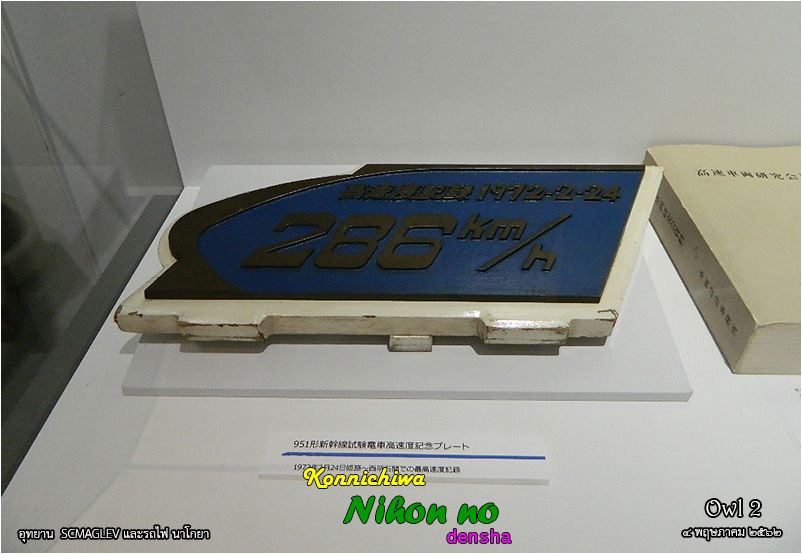 高速度記録 1972-2-24
286 km/h
高速車両研究会
951形新幹線試験電車高速度記念プレート
Konnichiwa
Nihon no
densha
อุทยาน SCMAGLEV และรถไฟ นาโกยา
Owl 2
๔ พฤษภาคม ๒๕๖๒